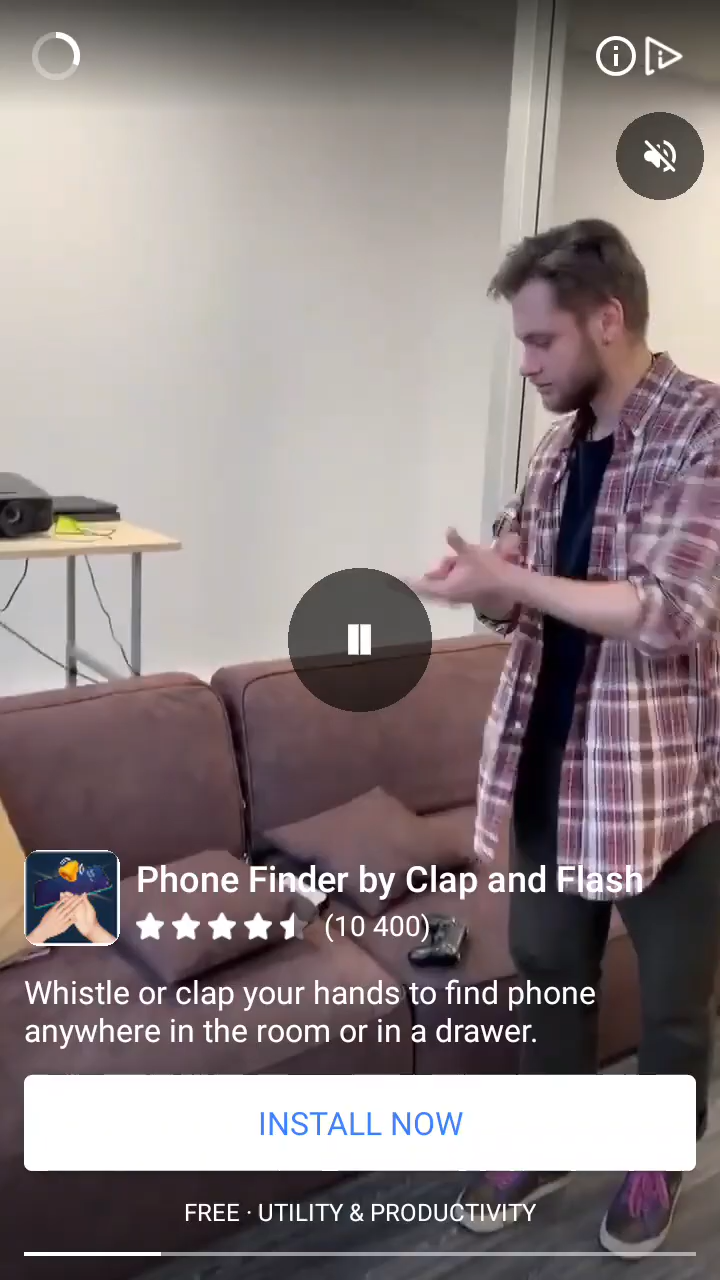 Phone Finder by Clap and Flash
(10 400)
Whistle or clap your hands to find phone
anywhere in the room or in a drawer.
INSTALL NOW
FREE · UTILITY & PRODUCTIVITY